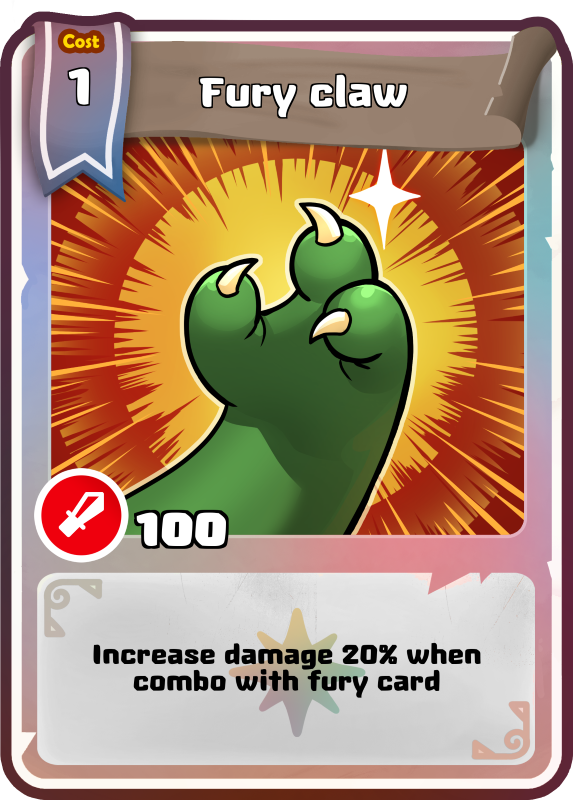 Cost
1
Fury claw
100
Increase damage 20% when
combo with fury card